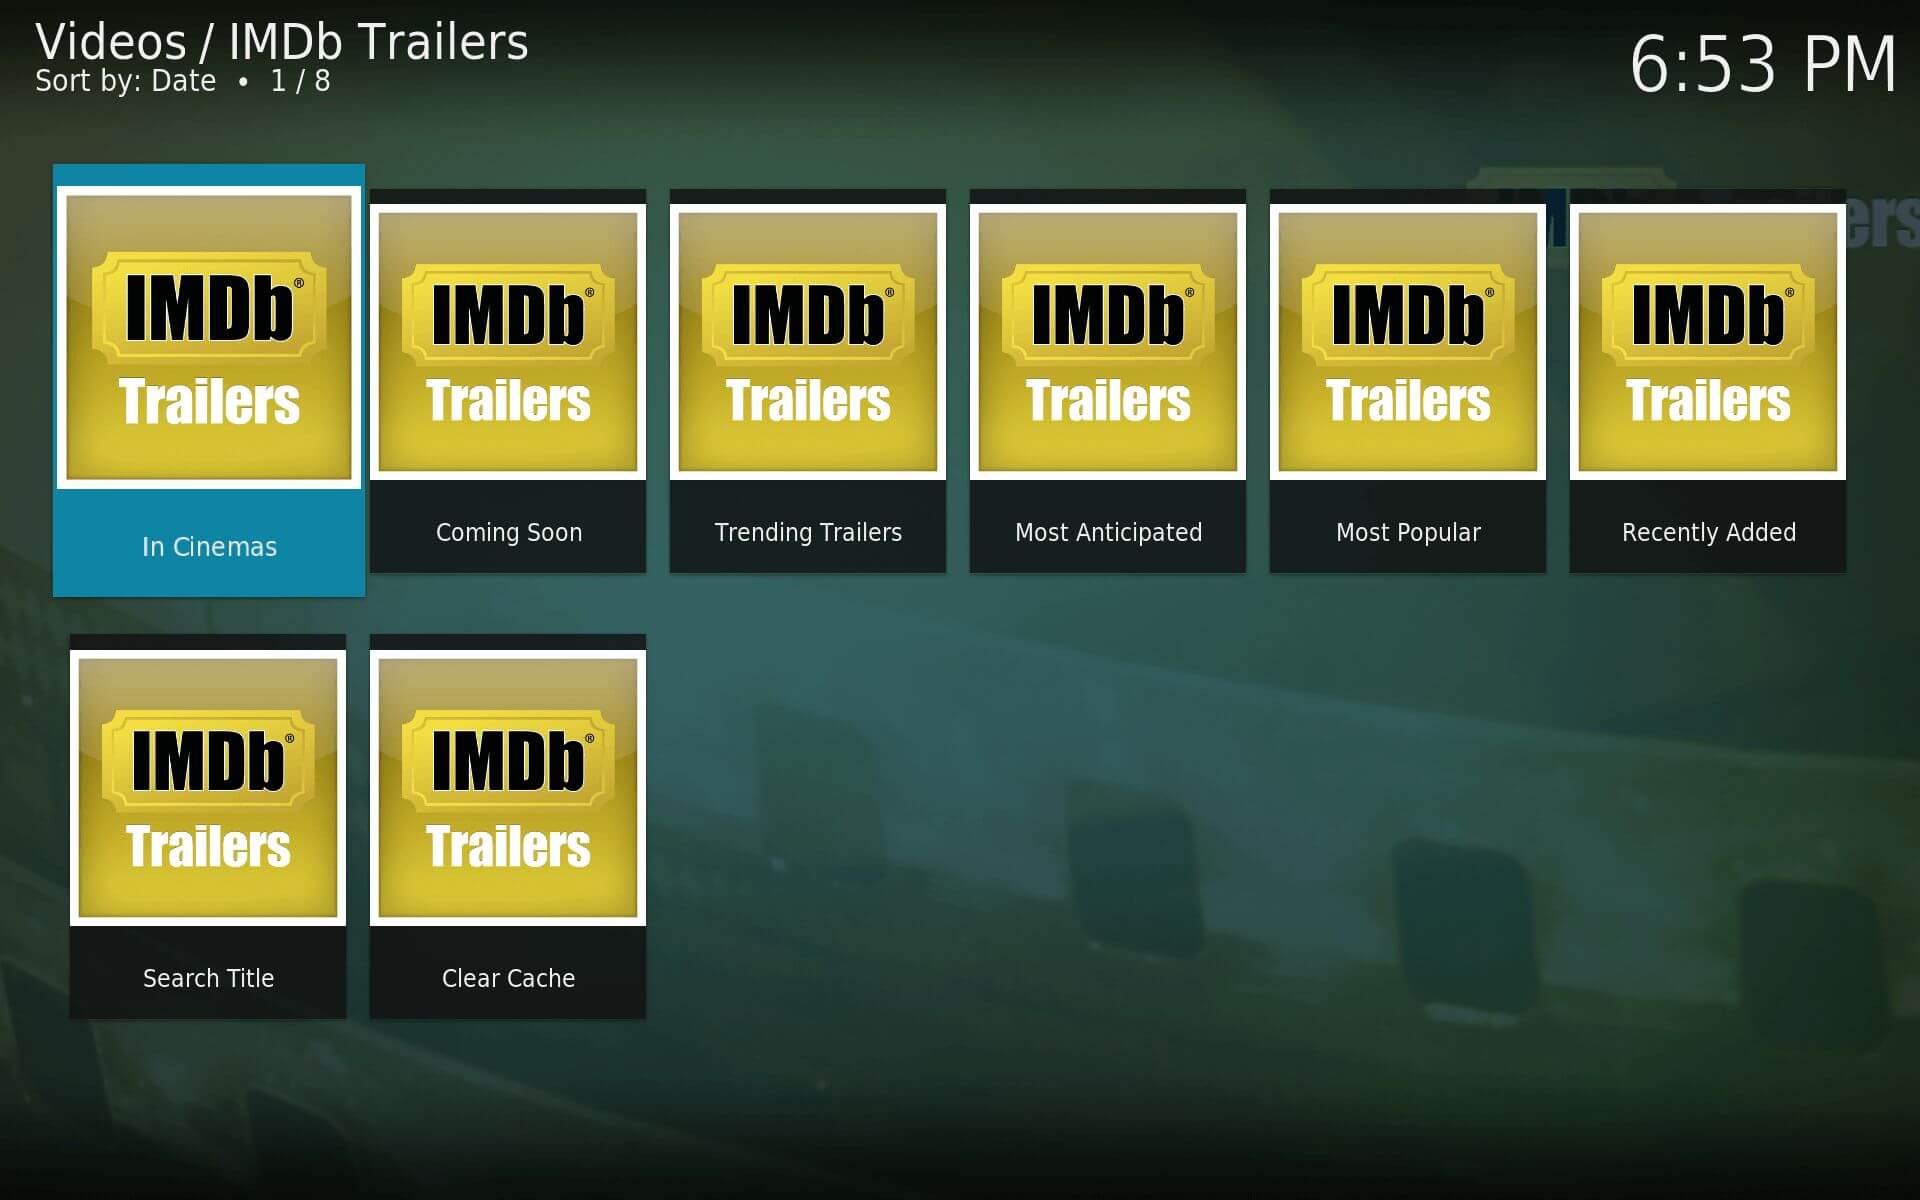 Videos / IMDb Trailers
Sort by: Date • 1 / 8
6:53 PM
ers
IMDb®
Trailers
In Cinemas
IMDb®
Trailers
Coming Soon
IMDb®
Trailers
Trending Trailers
IMDb®
Trailers
Most Anticipated
IMDb®
Trailers
Most Popular
IMDb®
Trailers
Recently Added
IMDb®
Trailers
Search Title
IMDb®
Trailers
Clear Cache